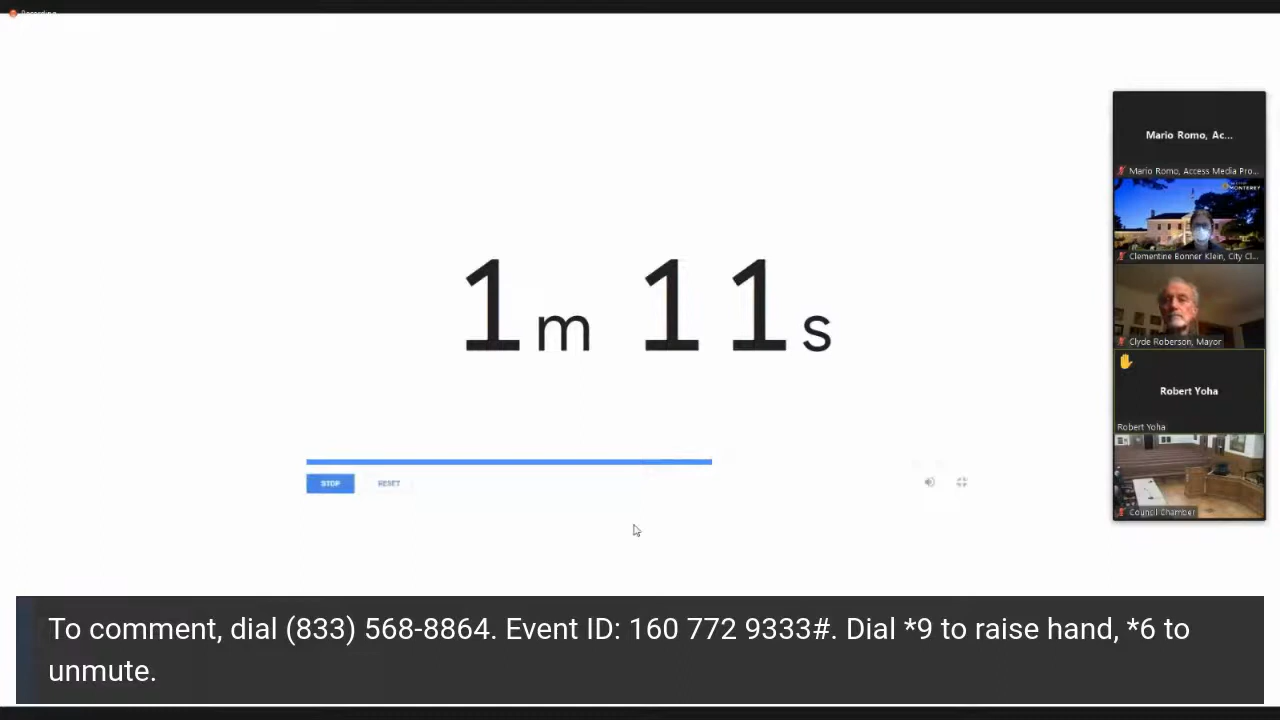 Recording
Mario Romo, Ac...
Mario Romo, Access Media Pro...
MONTEREY
Clementine Bonner Klein, City Cl...
Clyde Roberson, Mayor
Robert Yoha
Robert Yoha
Council Chamber
1m 11s
STOP RESET
To comment, dial (833) 568-8864. Event ID: 160 772 9333#. Dial *9 to raise hand, *6 to
unmute.